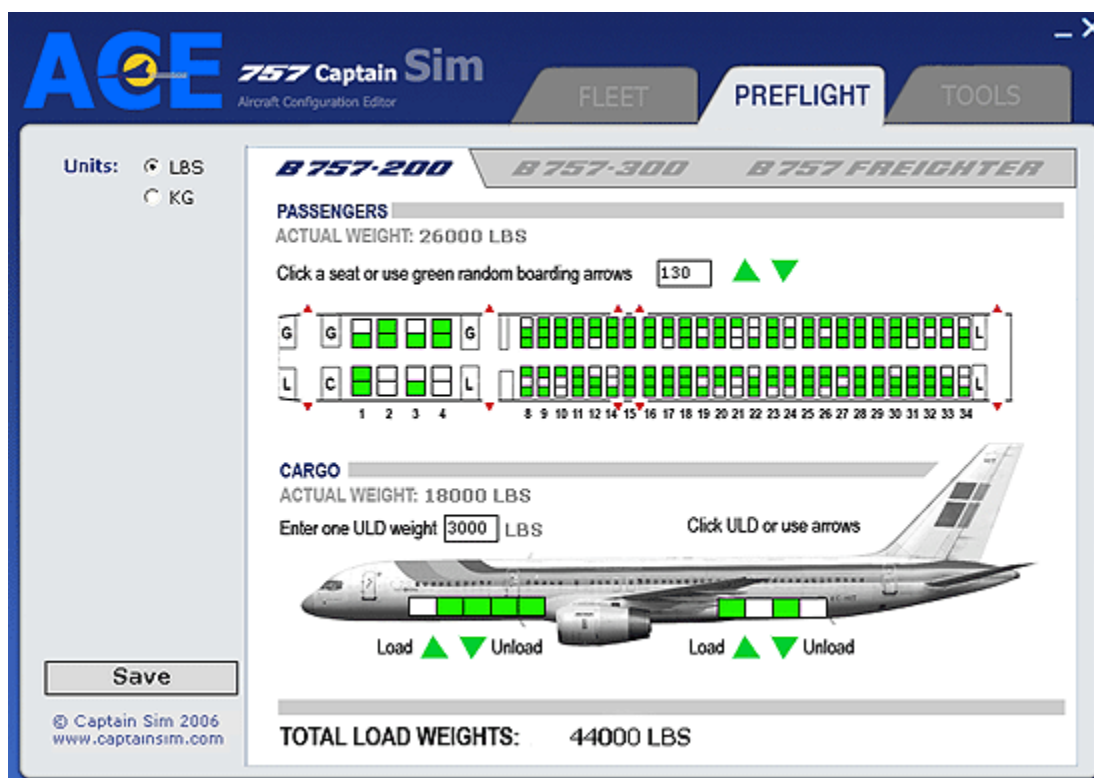 ACE 757 Captain Sim
Aircraft Configuration Editor
FLEET PREFLIGHT TOOLS
Units: LBS
KG
B757-200 B757-300 B757 FREIGHTER
PASSENGERS
ACTUAL WEIGHT: 26000 LBS
Click a seat or use green random boarding arrows 130
G G G L
L C L L
1 2 3 4 8 9 10 11 12 14 15 16 17 18 19 20 21 22 23 24 25 26 27 28 29 30 31 32 33 34
CARGO
ACTUAL WEIGHT: 18000 LBS
Enter one ULD weight 3000 LBS Click ULD or use arrows
Load Unload Load Unload
Save
© Captain Sim 2006
www.captainsim.com
TOTAL LOAD WEIGHTS: 44000 LBS